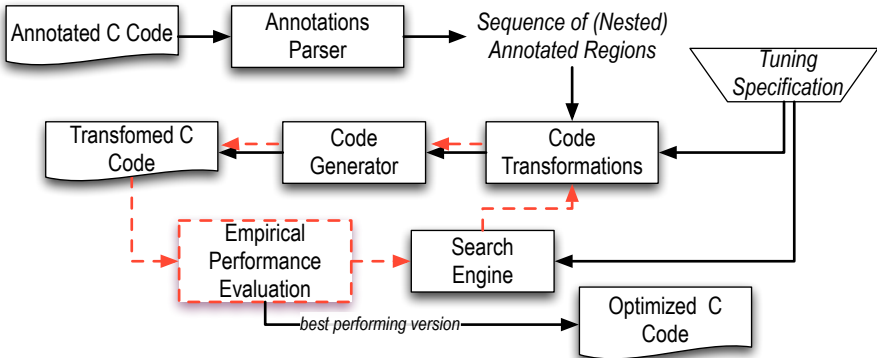 Annotated C Code
Annotations
Parser
Sequence of (Nested)
Annotated Regions
Tuning
Specification
Transfomed C
Code
Code
Generator
Code
Transformations
Empirical
Performance
Evaluation
Search
Engine
best performing version
Optimized C
Code